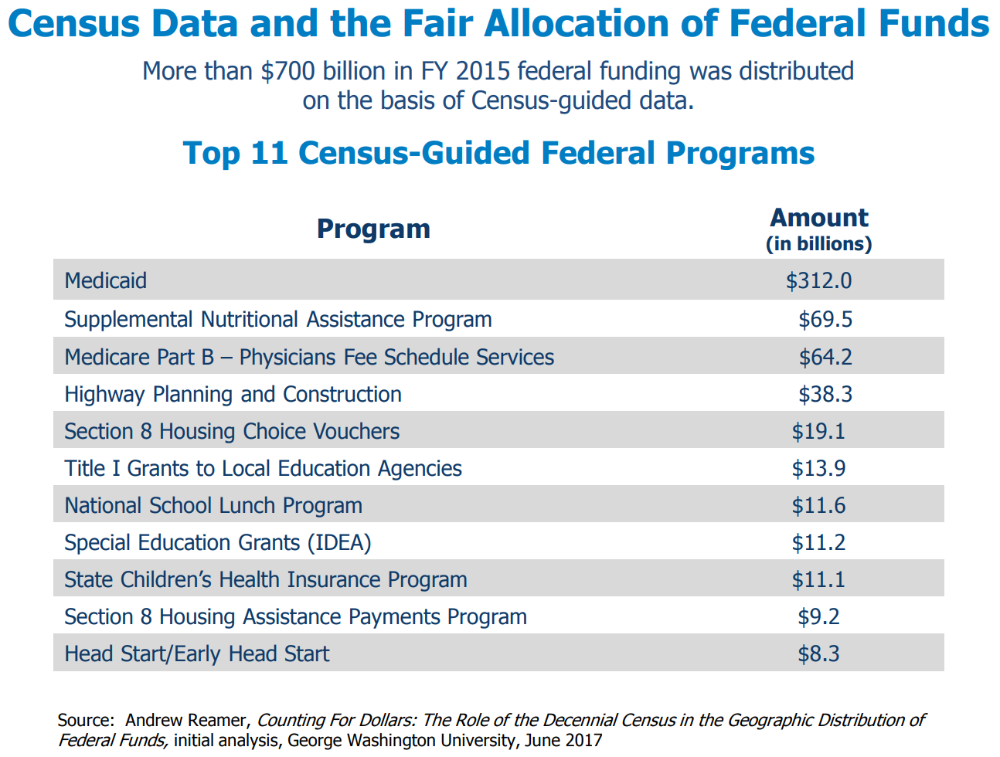 Census Data and the Fair Allocation of Federal Funds
More than $700 billion in FY 2015 federal funding was distributed
on the basis of Census-guided data.
Top 11 Census-Guided Federal Programs
Program Amount
(in billions)
Medicaid $312.0
Supplemental Nutritional Assistance Program $69.5
Medicare Part B – Physicians Fee Schedule Services $64.2
Highway Planning and Construction $38.3
Section 8 Housing Choice Vouchers $19.1
Title I Grants to Local Education Agencies $13.9
National School Lunch Program $11.6
Special Education Grants (IDEA) $11.2
State Children’s Health Insurance Program $11.1
Section 8 Housing Assistance Payments Program $9.2
Head Start/Early Head Start $8.3
Source: Andrew Reamer, Counting For Dollars: The Role of the Decennial Census in the Geographic Distribution of
Federal Funds, initial analysis, George Washington University, June 2017